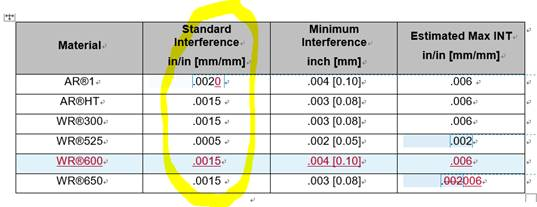 Material Standard Interference in/in [mm/mm] Minimum Interference inch [mm] Estimated Max INT in/in [mm/mm]
AR®1 .0020 .004 [0.10] .006
AR®HT .0015 .003 [0.08] .006
WR®300 .0015 .003 [0.08] .006
WR®525 .0005 .002 [0.05] .002
WR®600 .0015 .004 [0.10] .006
WR®650 .0015 .003 [0.08] .002006